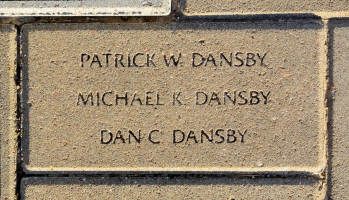 PATRICK W. DANSBY
MICHAEL K. DANSBY
DAN C. DANSBY